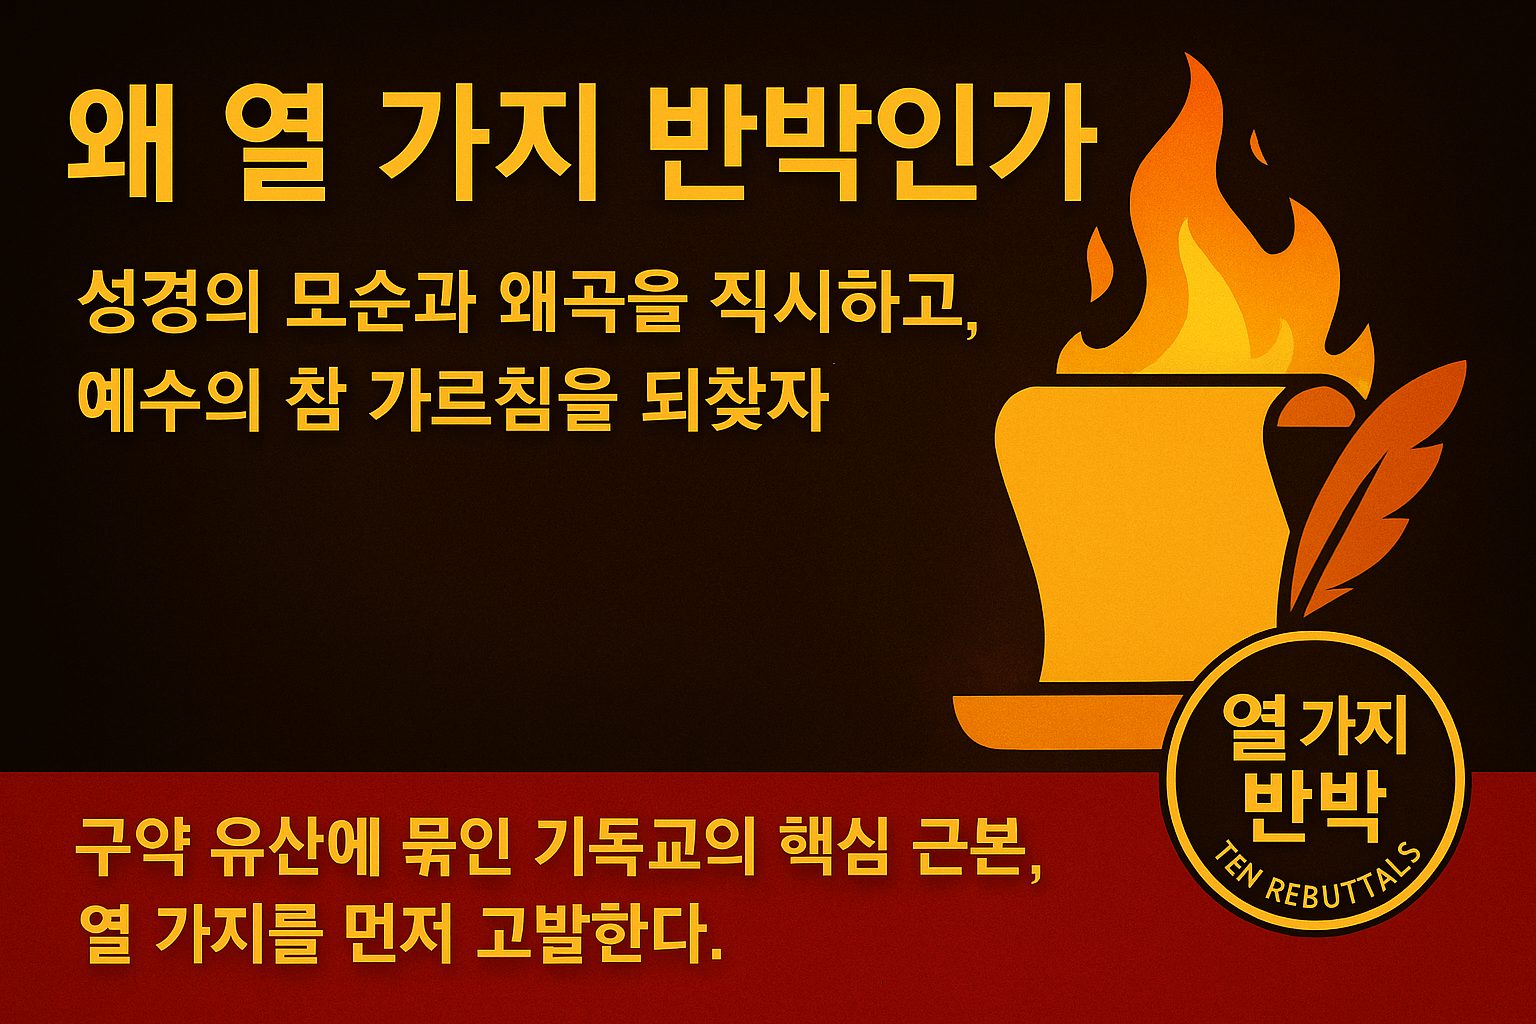 왜 열 가지 반박인가
성경의 모순과 왜곡을 직시하고,
예수의 참 가르침을 되찾자
구약 유산에 묶인 기독교의 핵심 근본,
열 가지를 먼저 고발한다.
열 가지
반박
TEN REBUTTALS